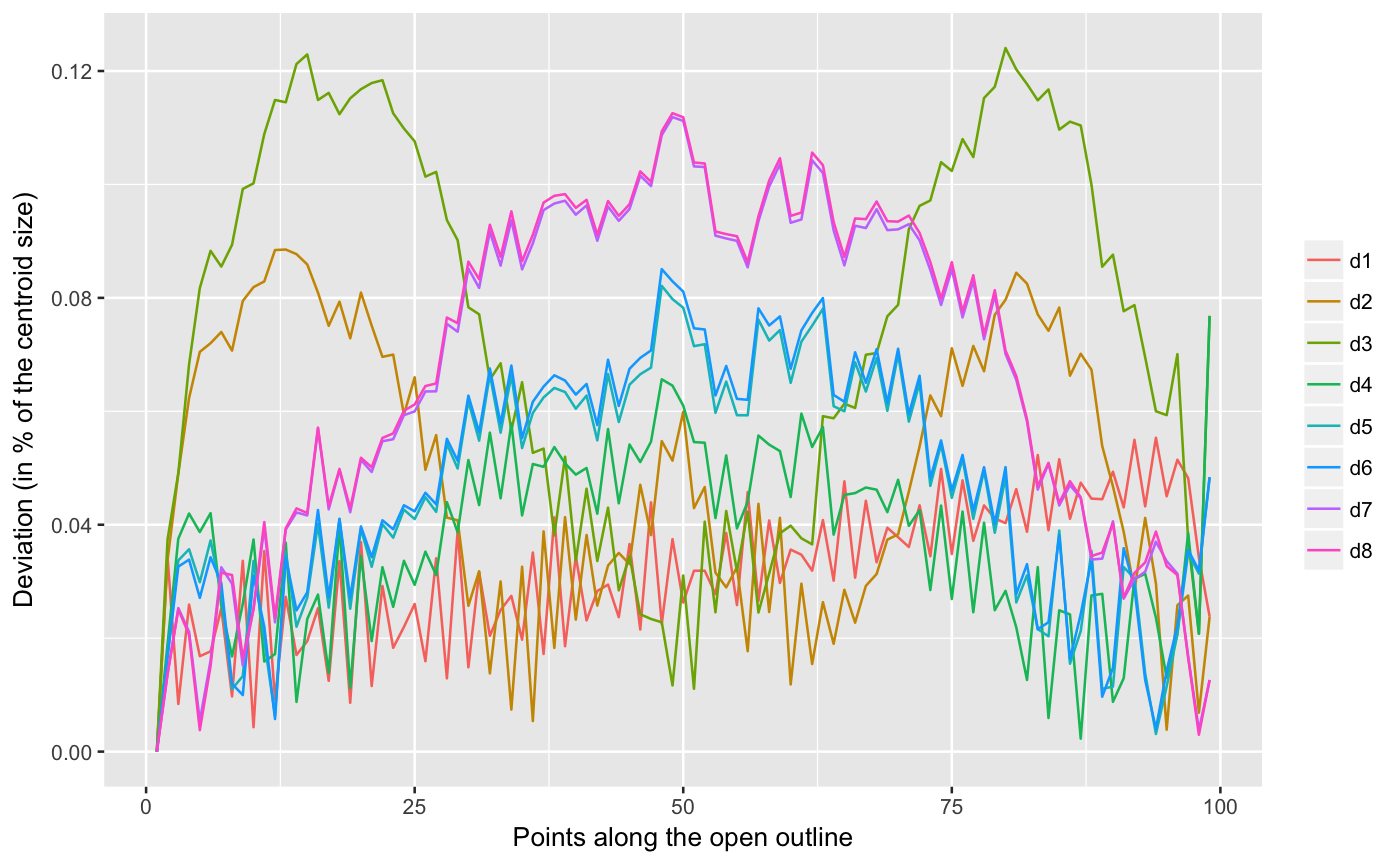 Deviation (in % of the centroid size)
0.12
0.08
0.04
0.00
0
25
50
75
100
Points along the open outline
d1
d2
d3
d4
d5
d6
d7
d8